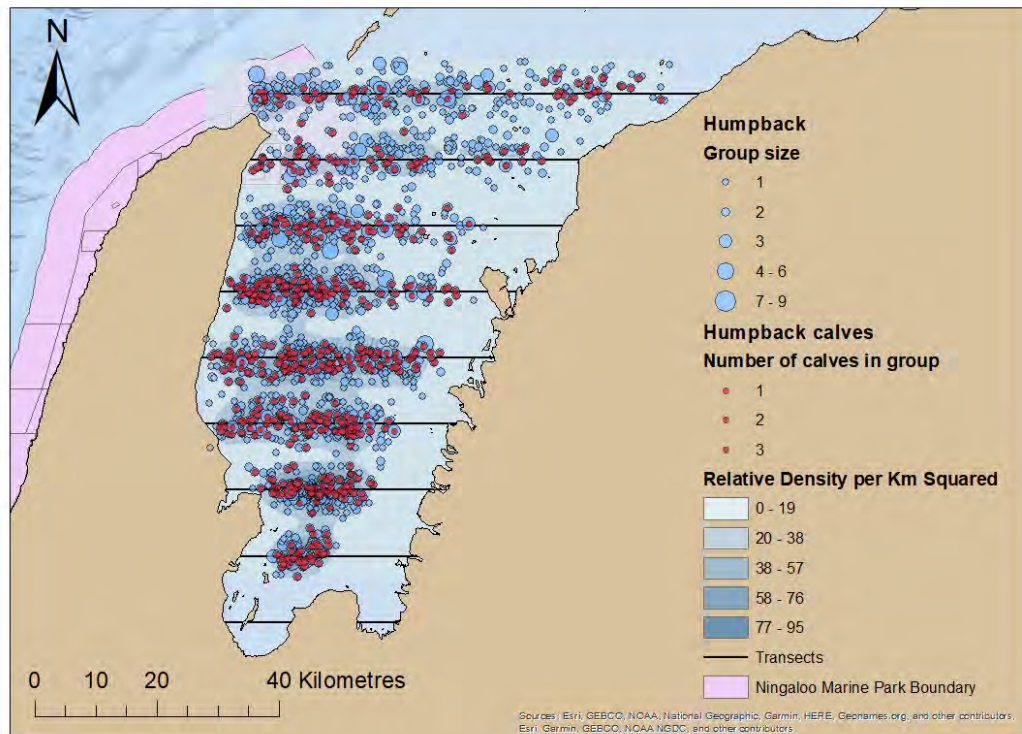 N
Humpback
Group size
1
2
3
4 - 6
7 - 9
Humpback calves
Number of calves in group
1
2
3
Relative Density per Km Squared
0 - 19
20 - 38
38 - 57
58 - 76
77 - 95
Transects
Ningaloo Marine Park Boundary
0 10 20 40 Kilometres
Sources: Esri, GEBCO, NOAA, National Geographic, Garmin, HERE, Geonames.org, and other contributors,
Esri, Garmin, GEBCO, NOAA NGDC, and other contributors